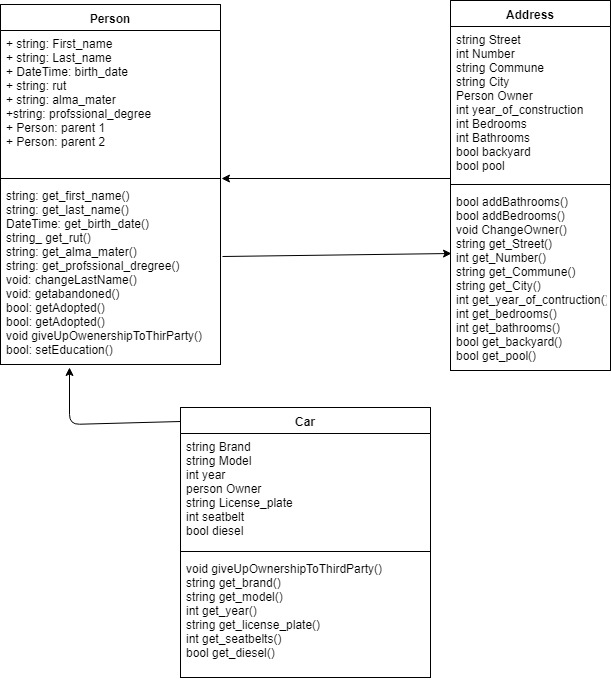 Person
+ string: First_name
+ string: Last_name
+ DateTime: birth_date
+ string: rut
+ string: alma_mater
+string: profssional_degree
+ Person: parent 1
+ Person: parent 2
string: get_first_name()
string: get_last_name()
DateTime: get_birth_date()
string_ get_rut()
string: get_alma_mater()
string: get_profssional_dregree()
void: changeLastName()
void: getabandoned()
bool: getAdopted()
bool: getAdopted()
void giveUpOwenershipToThirParty()
bool: setEducation()
Address
string Street
int Number
string Commune
string City
Person Owner
int year_of_construction
int Bedrooms
int Bathrooms
bool backyard
bool pool
bool addBathrooms()
bool addBedrooms()
void ChangeOwner()
string get_Street()
int get_Number()
string get_Commune()
string get_City()
int get_year_of_contruction()
int get_bedrooms()
int get_bathrooms()
bool get_backyard()
bool get_pool()
Car
string Brand
string Model
int year
person Owner
string License_plate
int seatbelt
bool diesel
void giveUpOwnershipToThirdParty()
string get_brand()
string get_model()
int get_year()
string get_license_plate()
int get_seatbelts()
bool get_diesel()